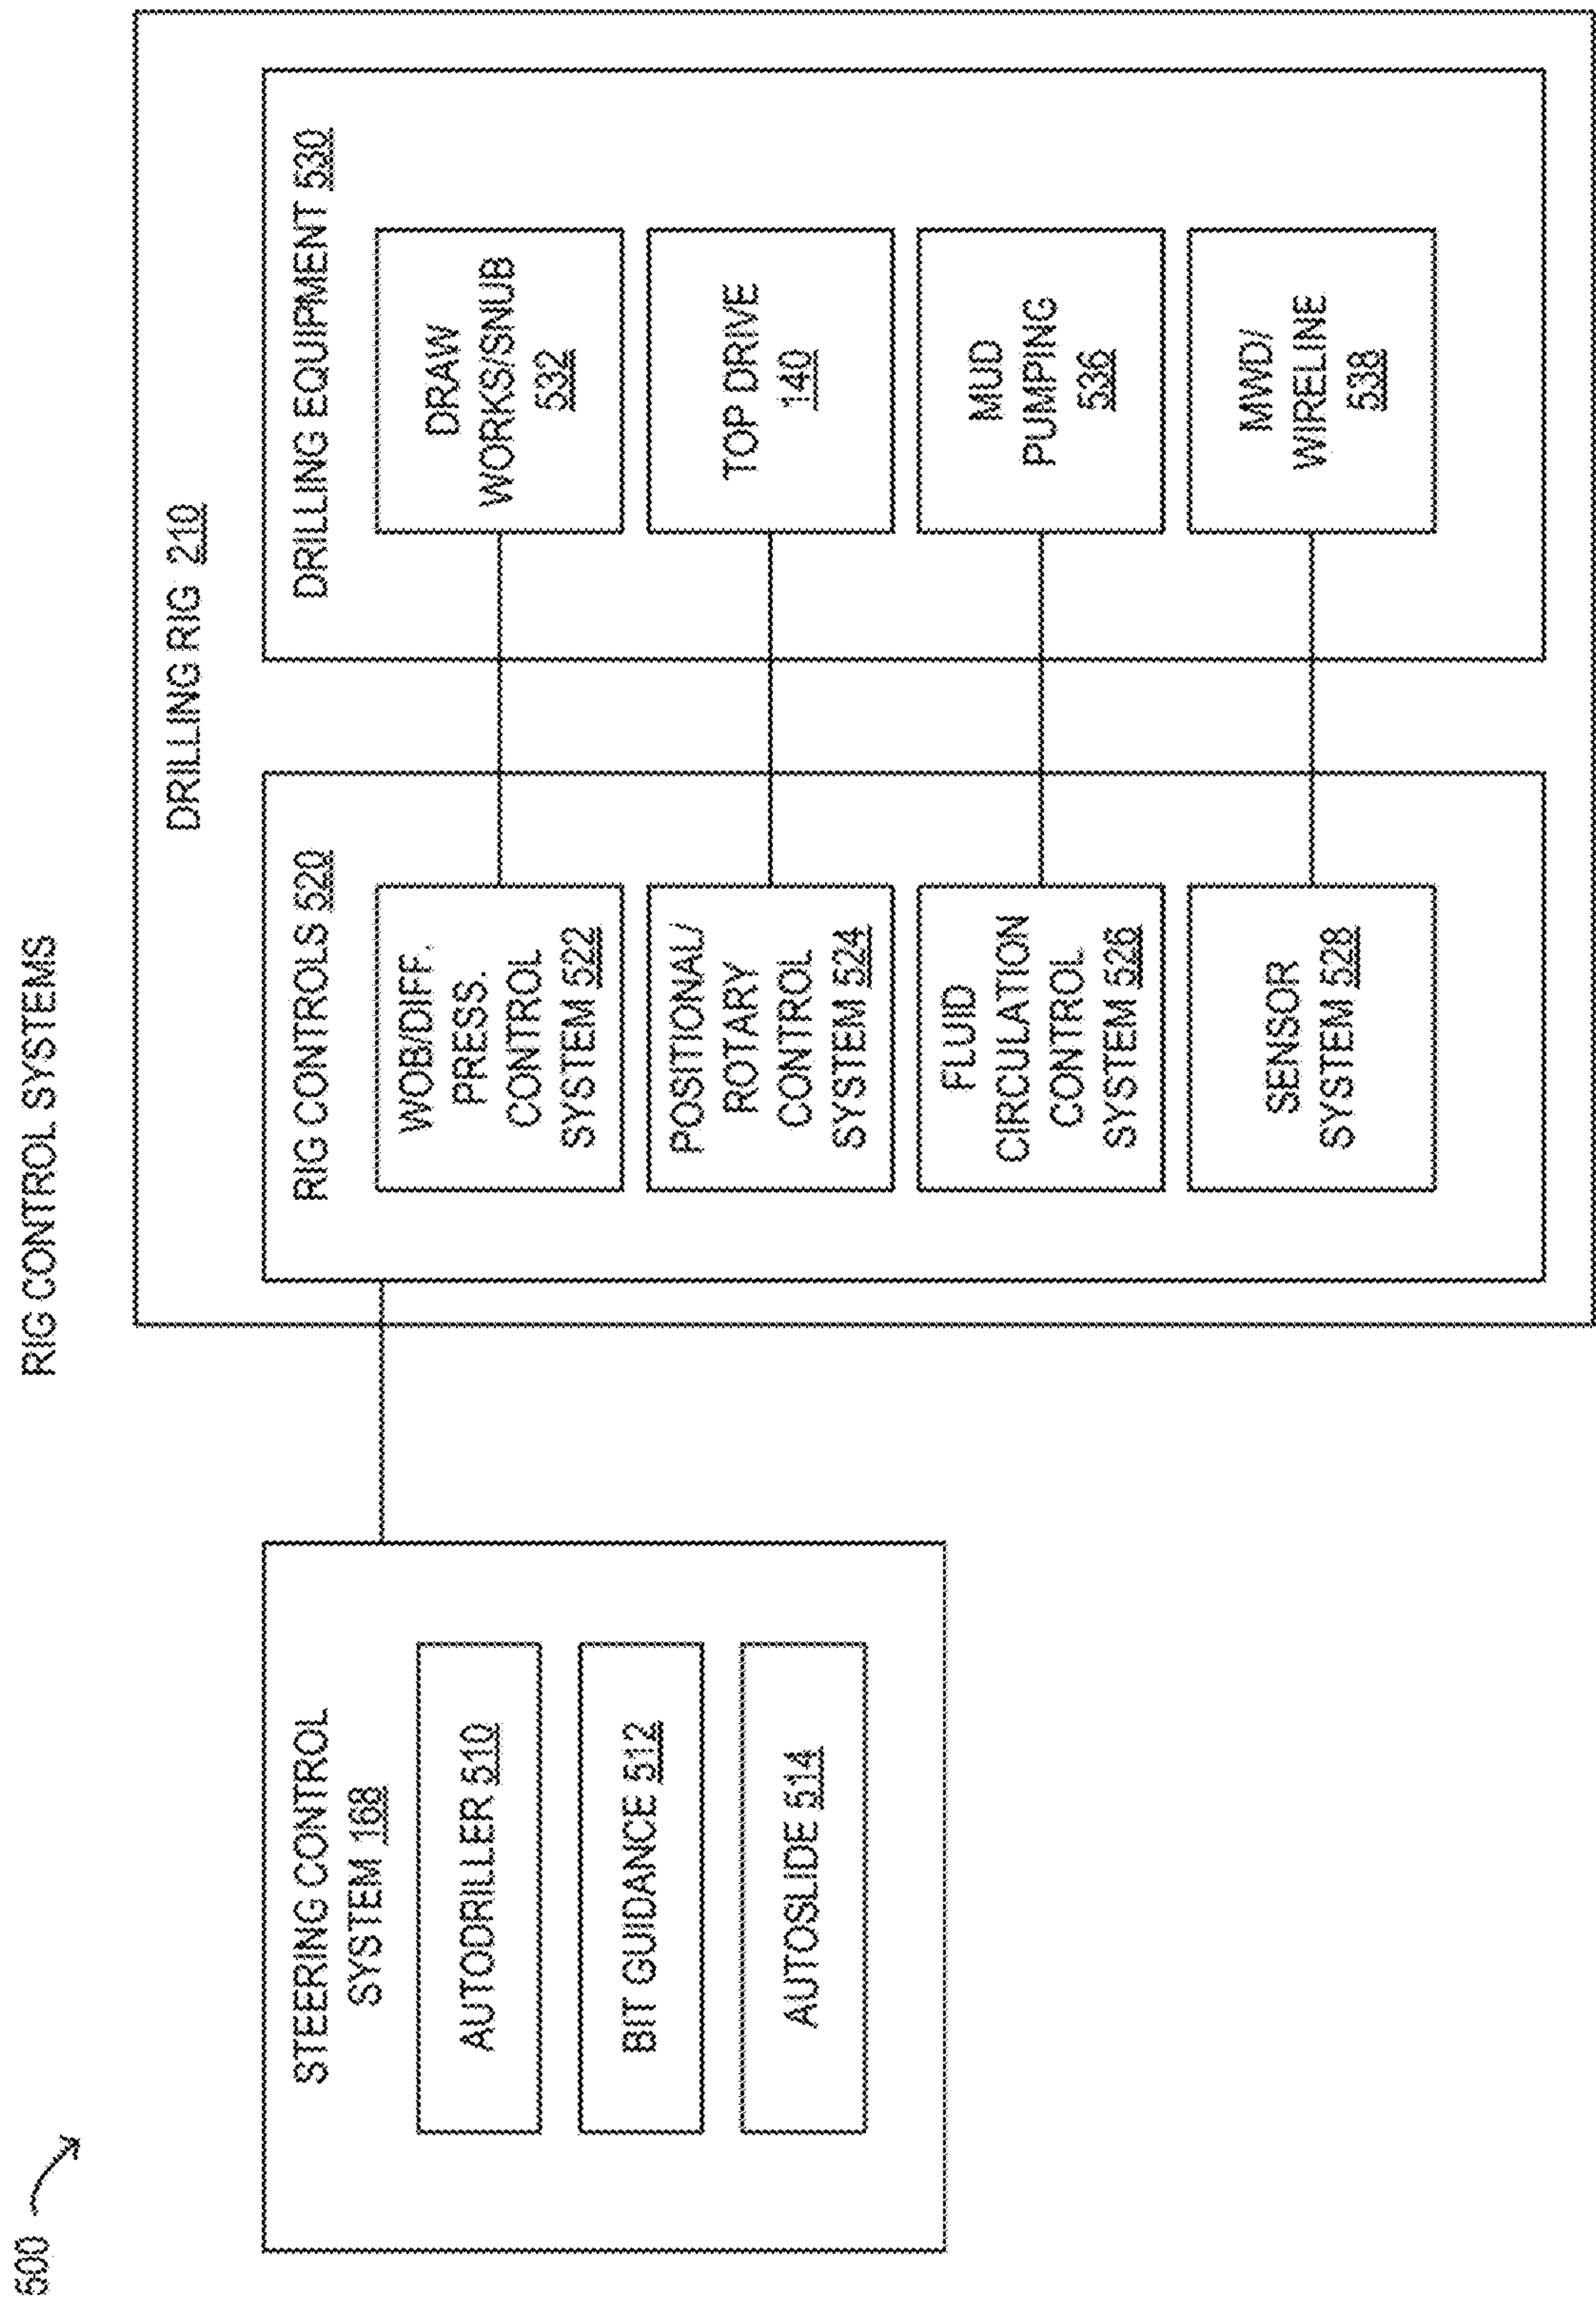 500
RIG CONTROL SYSTEMS
STEERING CONTROL
SYSTEM 168
AUTODRILLER 510
BIT GUIDANCE 512
AUTOSLIDE 514
DRILLING RIG 210
RIG CONTROLS 520
WOB/DIFF.
PRESS.
CONTROL
SYSTEM 522
POSITIONAL/
ROTARY
CONTROL
SYSTEM 524
FLUID
CIRCULATION
CONTROL
SYSTEM 526
SENSOR
SYSTEM 528
DRILLING EQUIPMENT 530
DRAW
WORKS/SNUB
532
TOP DRIVE
140
MUD
PUMPING
536
MWD/
WIRELINE
538